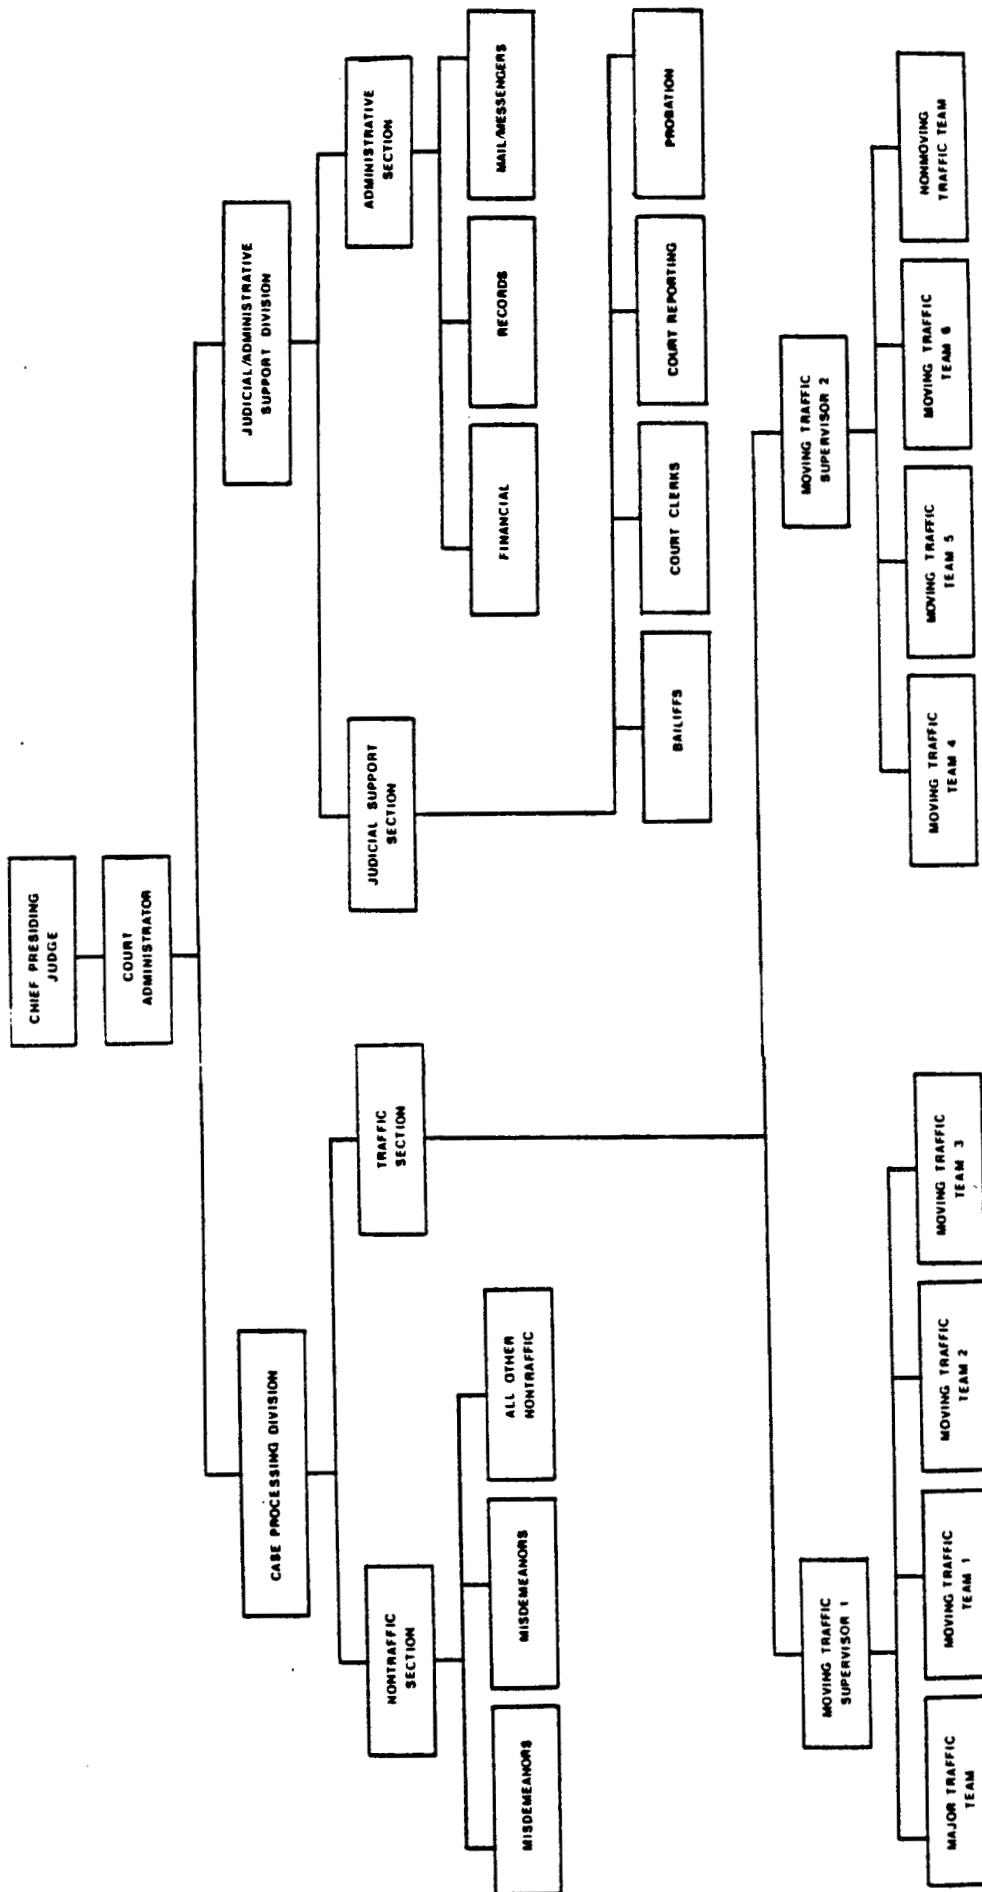 CHIEF PRESIDING
JUDGE
COURT
ADMINISTRATOR
CASE PROCESSING DIVISION
JUDICIAL/ADMINISTRATIVE
SUPPORT DIVISION
NONTRAFFIC
SECTION
TRAFFIC
SECTION
JUDICIAL SUPPORT
SECTION
ADMINISTRATIVE
SECTION
MISDEMEANORS
MISDEMEANORS
ALL OTHER
NONTRAFFIC
FINANCIAL
RECORDS
MAIL/MESSENGERS
BAILIFFS
COURT CLERKS
COURT REPORTING
PROBATION
MOVING TRAFFIC
SUPERVISOR 1
MOVING TRAFFIC
SUPERVISOR 2
MAJOR TRAFFIC
TEAM
MOVING TRAFFIC
TEAM 1
MOVING TRAFFIC
TEAM 2
MOVING TRAFFIC
TEAM 3
MOVING TRAFFIC
TEAM 4
MOVING TRAFFIC
TEAM 5
MOVING TRAFFIC
TEAM 6
NONMOVING
TRAFFIC TEAM